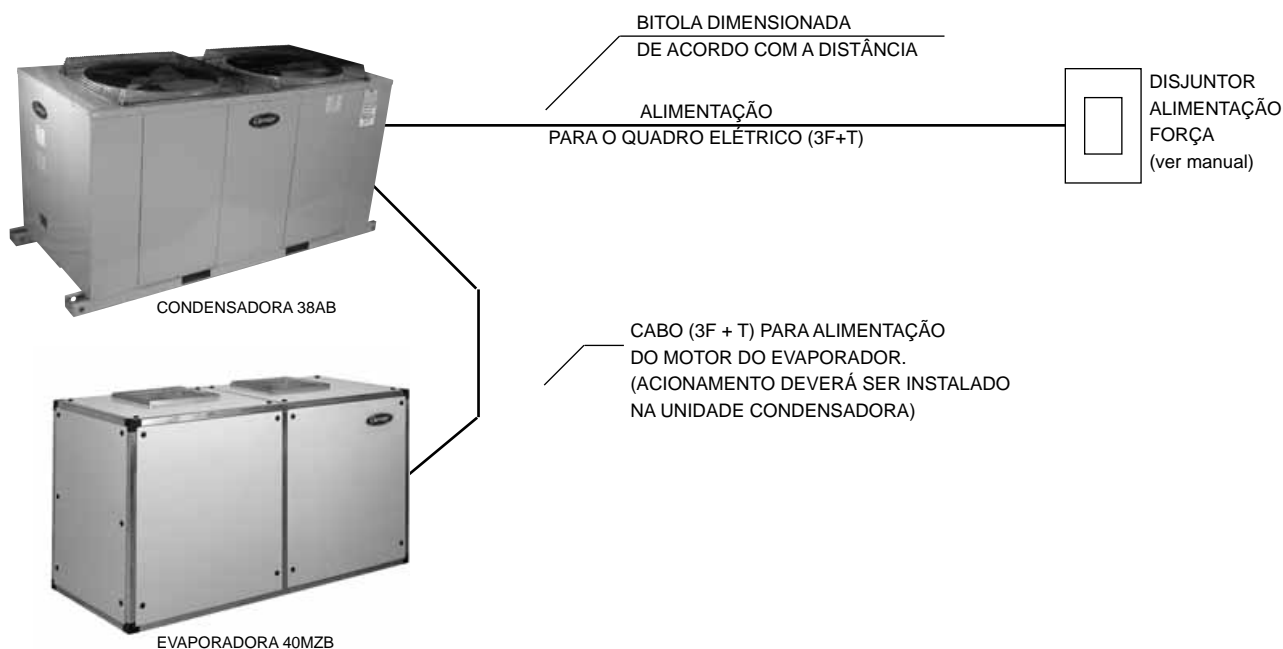 BITOLA DIMENSIONADA
DE ACORDO COM A DISTÂNCIA
ALIMENTAÇÃO
PARA O QUADRO ELÉTRICO (3F+T)
DISJUNTOR
ALIMENTAÇÃO
FORÇA
(ver manual)
CONDENSADORA 38AB
CABO (3F + T) PARA ALIMENTAÇÃO
DO MOTOR DO EVAPORADOR.
(ACIONAMENTO DEVERÁ SER INSTALADO
NA UNIDADE CONDENSADORA)
EVAPORADORA 40MZB